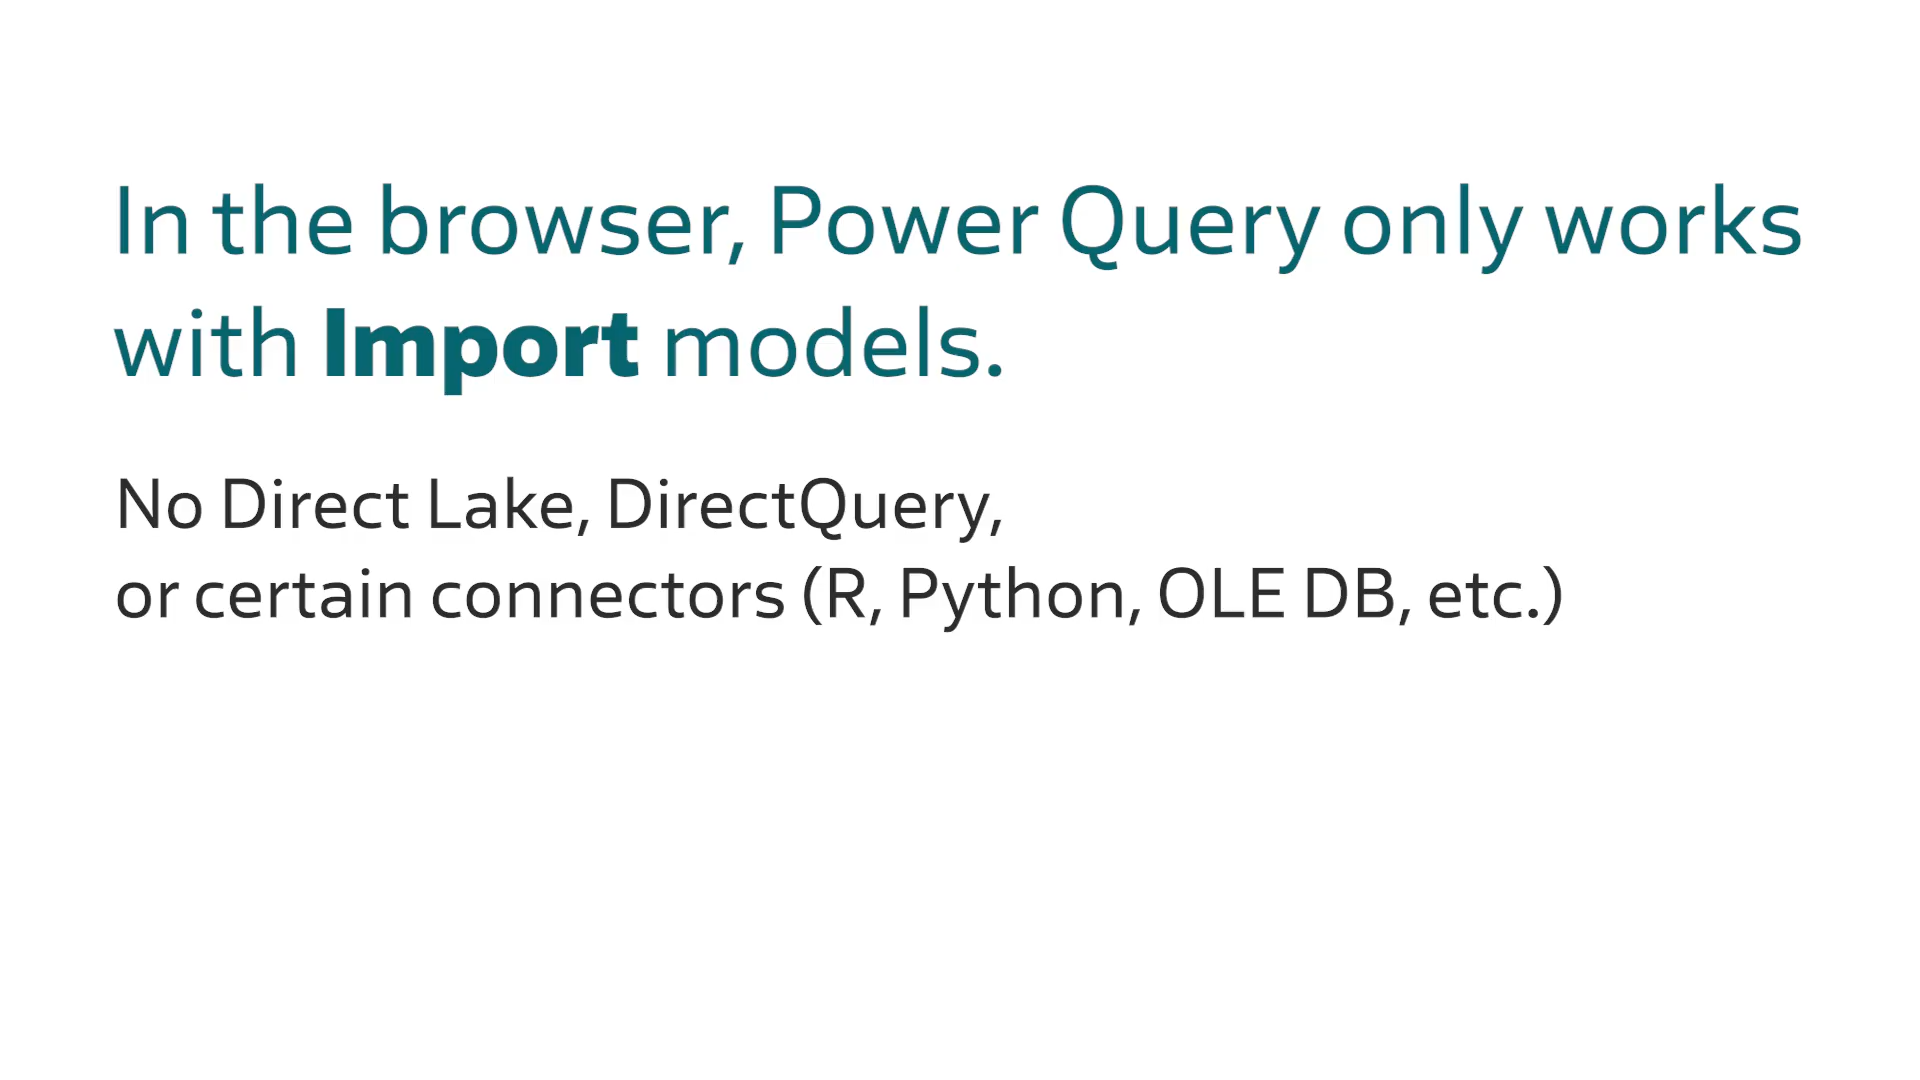 In the browser, Power Query only works
with Import models.
No Direct Lake, DirectQuery,
or certain connectors (R, Python, OLE DB, etc.)